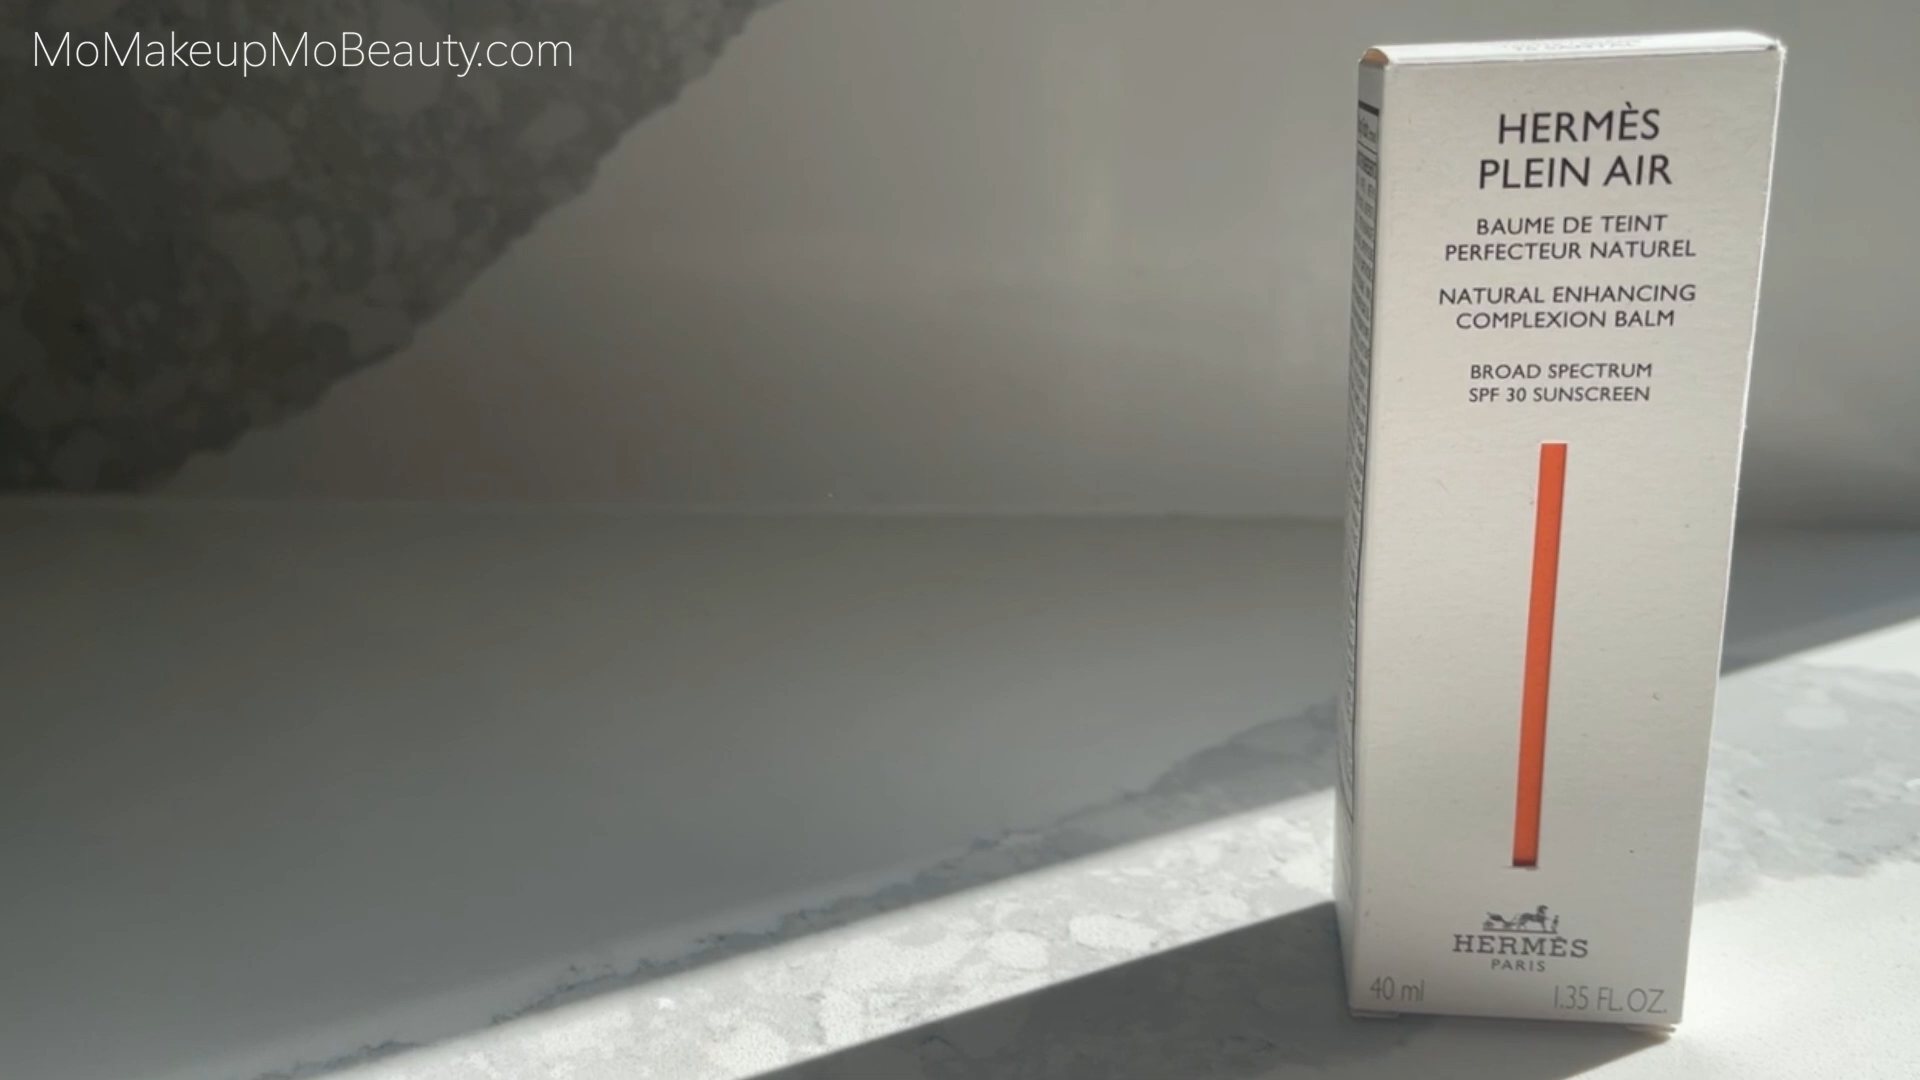 MoMakeupMoBeauty.com
HERMÈS
PLEIN AIR
BAUME DE TEINT
PERFECTEUR NATUREL
NATURAL ENHANCING
COMPLEXION BALM
BROAD SPECTRUM
SPF 30 SUNSCREEN
HERMÈS
PARIS
40 ml 1.35 FL.OZ.